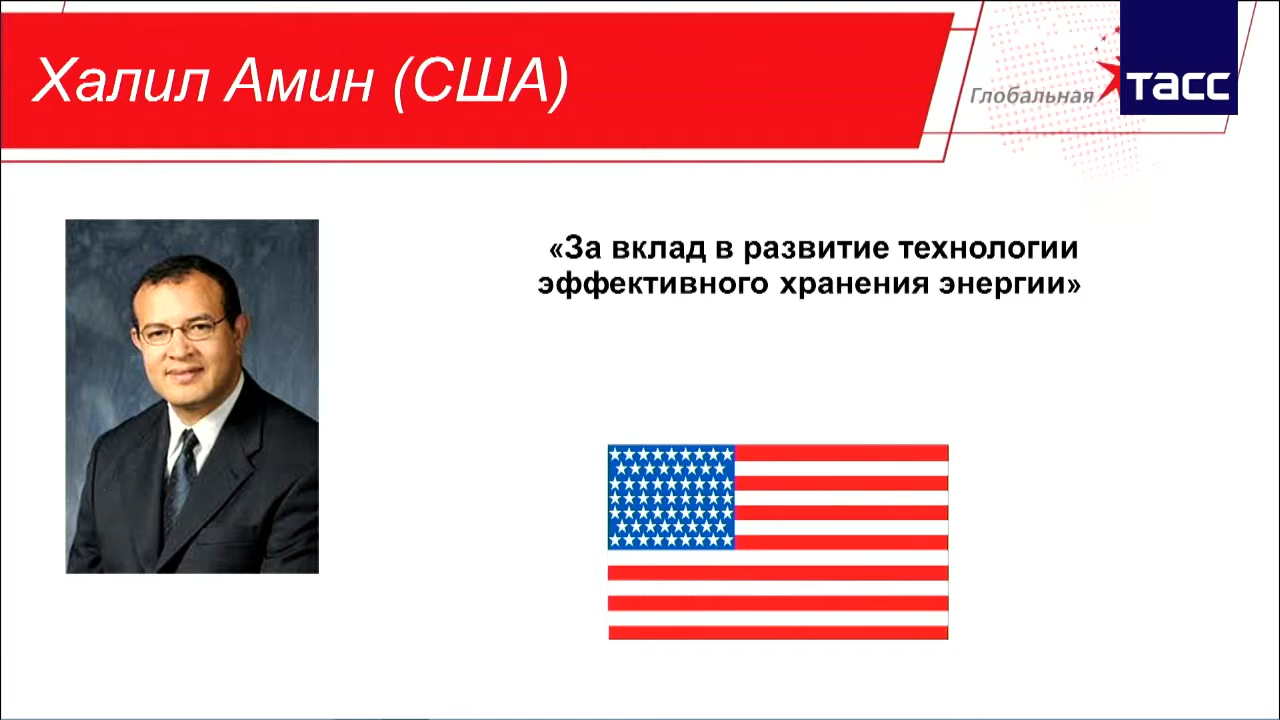 Халил Амин (США)
Глобальная
ТАСС
«За вклад в развитие технологии
эффективного хранения энергии»